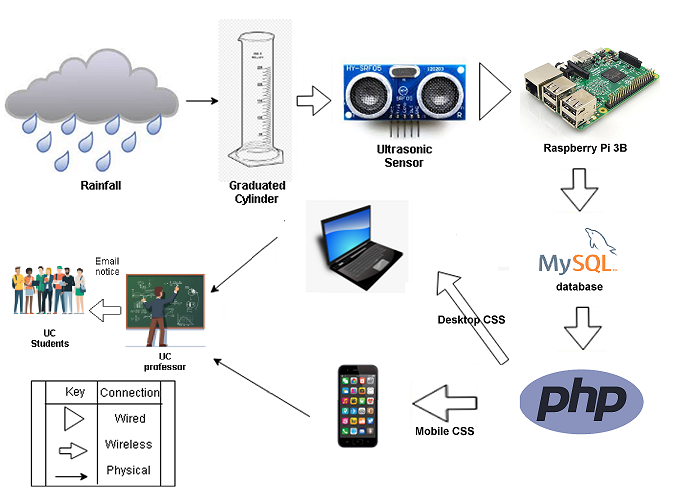 HY-SRF05
SRF05
Rainfall
Graduated
Cylinder
Ultrasonic
Sensor
Raspberry Pi 3B
MySQL
database
Email
notice
UC
Students
UC
professor
Desktop CSS
php
Mobile CSS
Key
Connection
Wired
Wireless
Physical